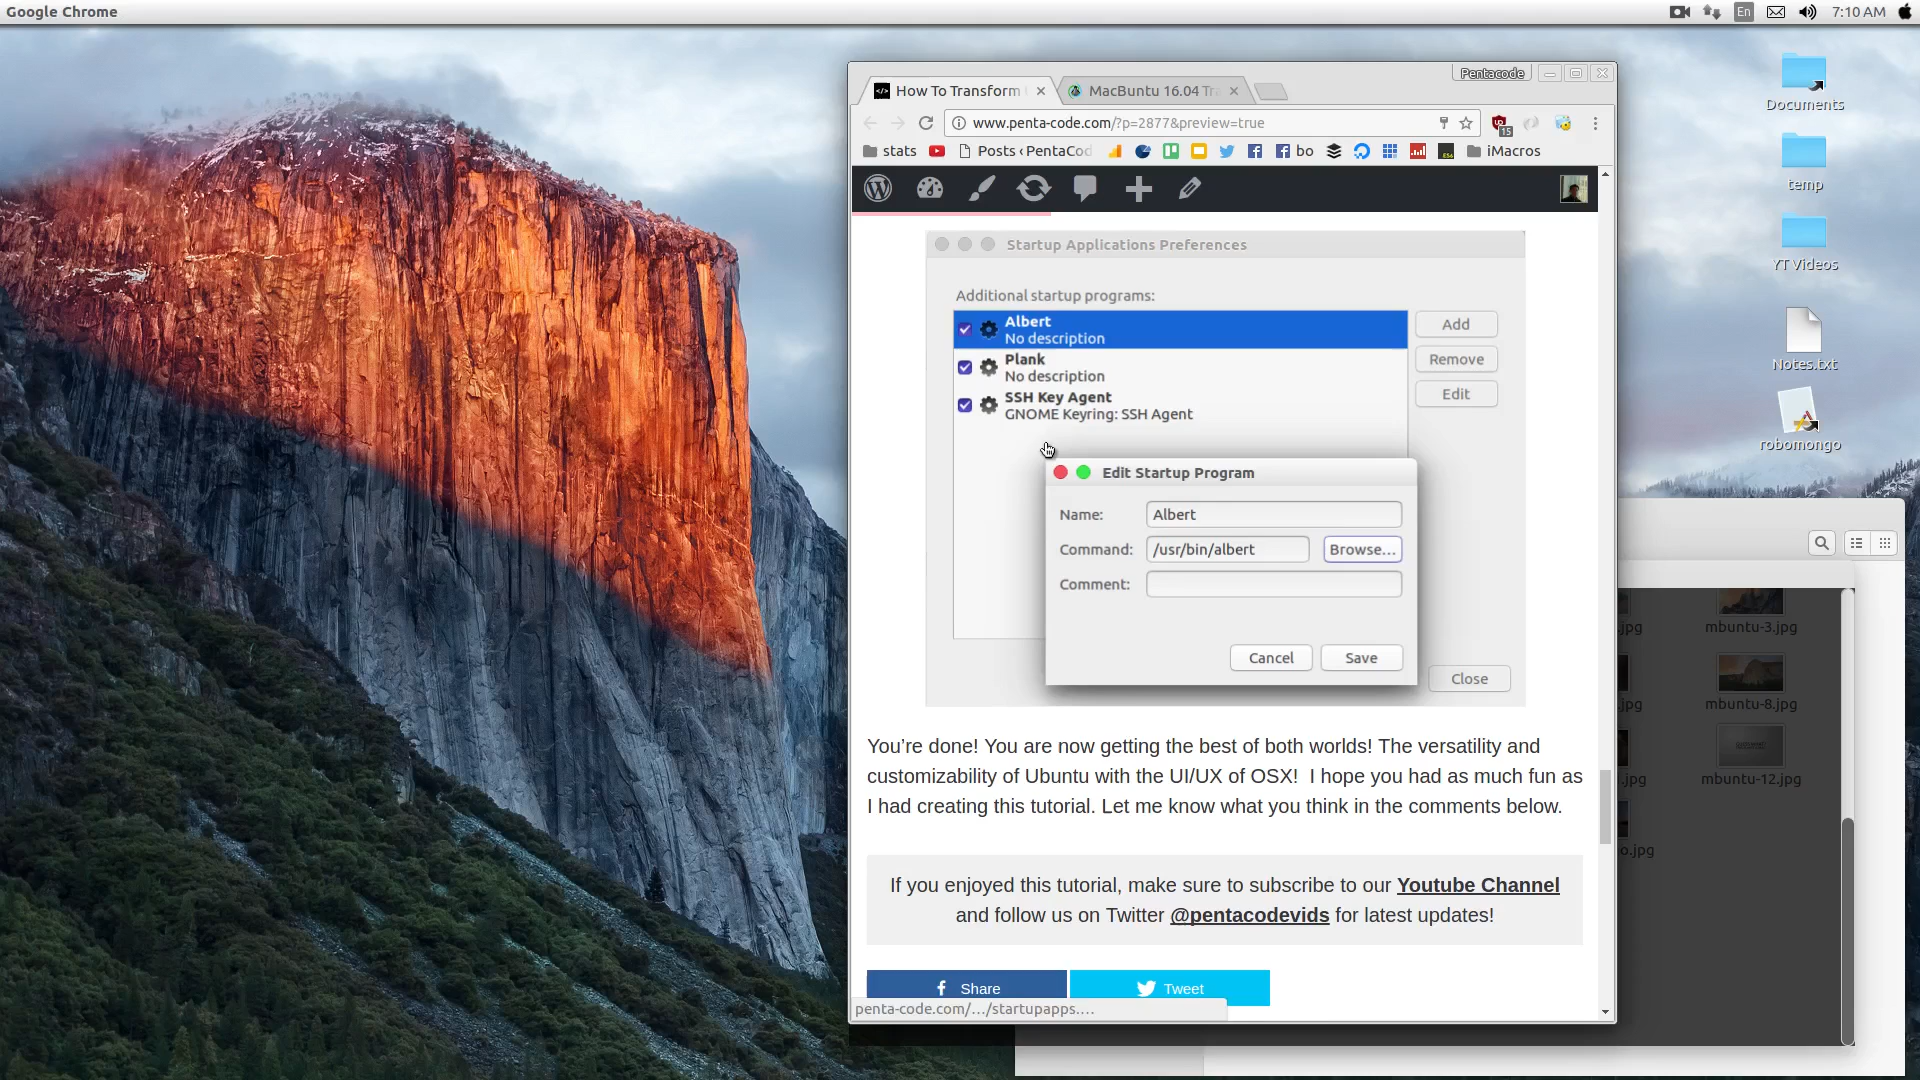 Google Chrome
En
7:10 AM
Documents
temp
YT Videos
Notes.txt
robomongo
Pentacode
How To Transform
MacBuntu 16.04 Tra
www.penta-code.com/?p=2877&preview=true
15
stats
Posts ‹ PentaCod
bo
iMacros
Startup Applications Preferences
Additional startup programs:
Albert
No description
Plank
No description
SSH Key Agent
GNOME Keyring: SSH Agent
Add
Remove
Edit
Edit Startup Program
Name: Albert
Command: /usr/bin/albert Browse...
Comment:
Cancel Save
Close
You’re done! You are now getting the best of both worlds! The versatility and
customizability of Ubuntu with the UI/UX of OSX!  I hope you had as much fun as
I had creating this tutorial. Let me know what you think in the comments below.
If you enjoyed this tutorial, make sure to subscribe to our Youtube Channel
and follow us on Twitter @pentacodevids for latest updates!
Share
Tweet
penta-code.com/…/startupapps.…
.jpg
mbuntu-3.jpg
.jpg
mbuntu-8.jpg
.jpg
mbuntu-12.jpg
o.jpg